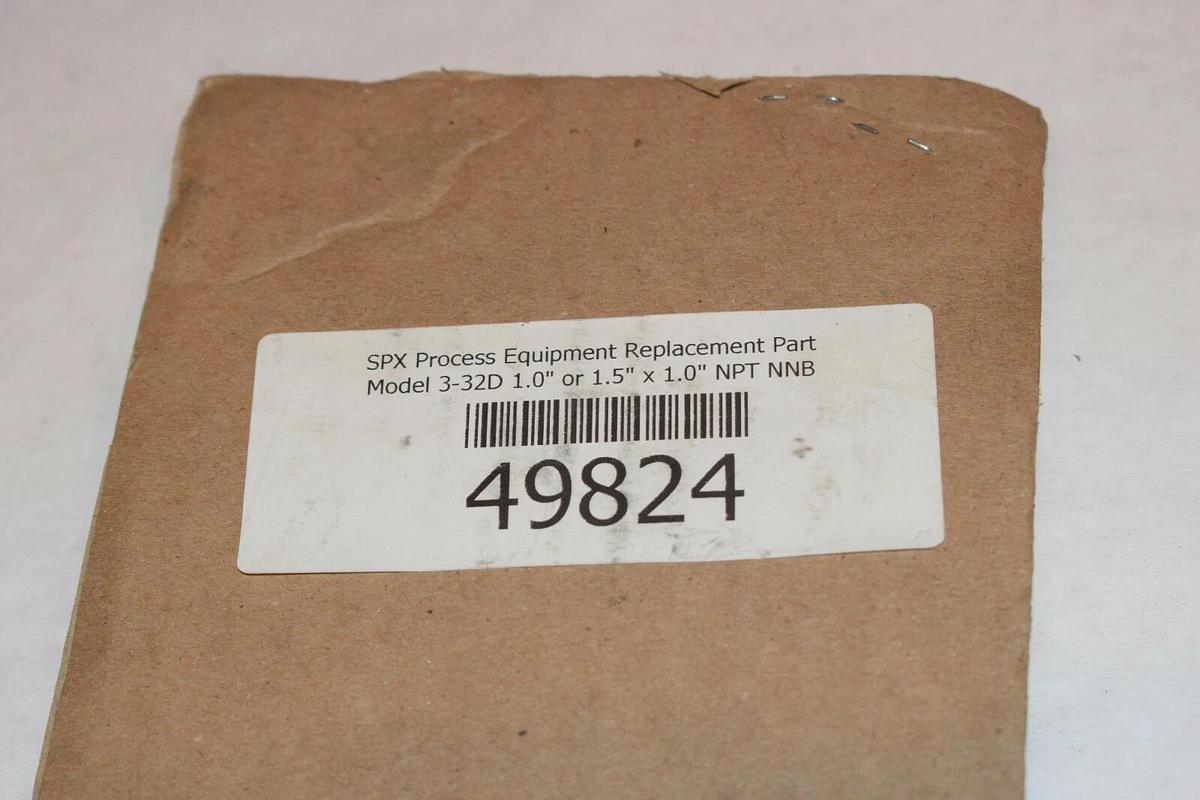 SPX Process Equipment Replacement Part
Model 3-32D 1.0" or 1.5" x 1.0" NPT NNB
49824